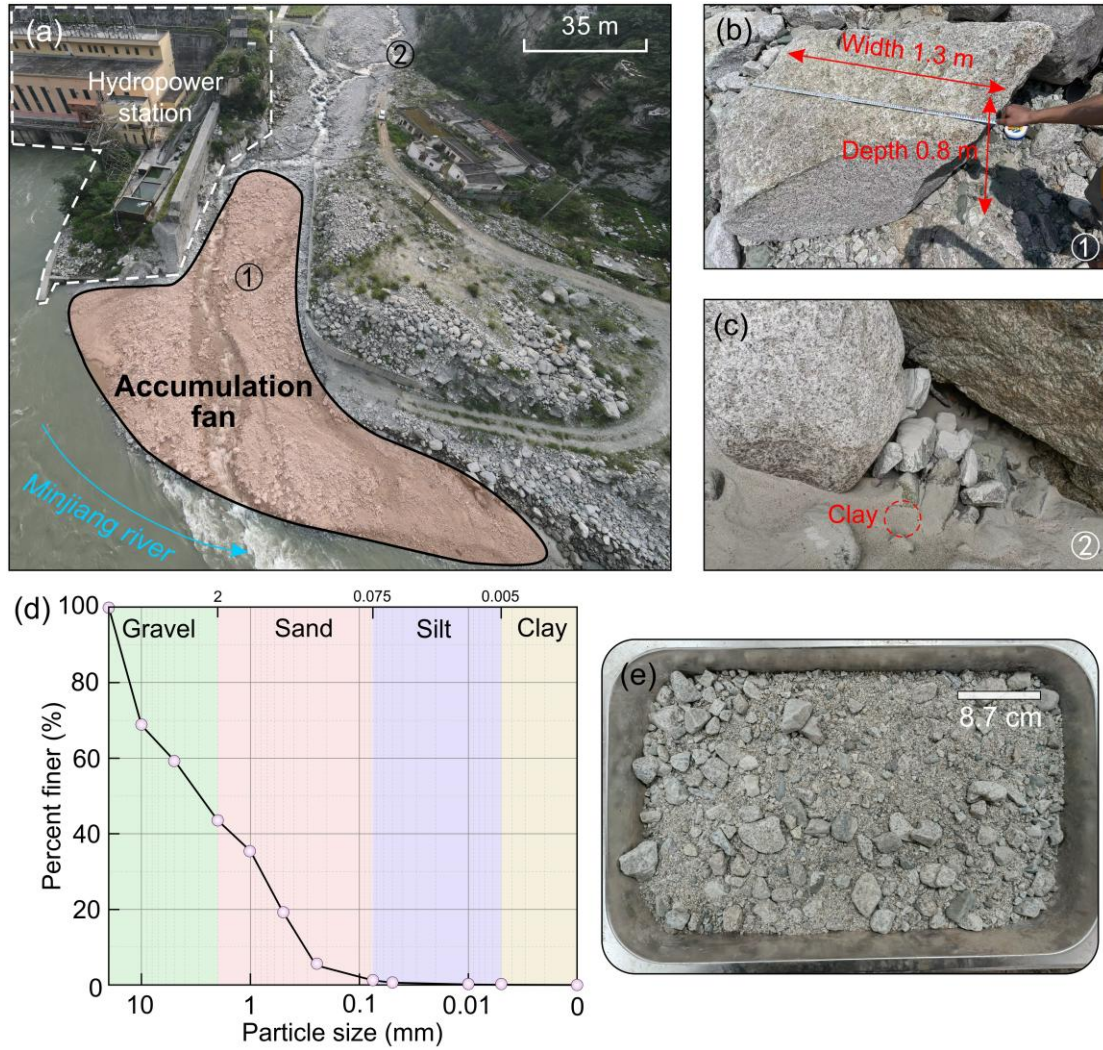 (a)
35 m
Hydropower
station
②
①
Accumulation
fan
Minjiang river
(b)
Width 1.3 m
Depth 0.8 m
①
(c)
Clay
②
(d)
2
0.075
0.005
Gravel
Sand
Silt
Clay
100
80
60
40
20
0
Percent finer (%)
10
1
0.1
0.01
0
Particle size (mm)
(e)
8.7 cm